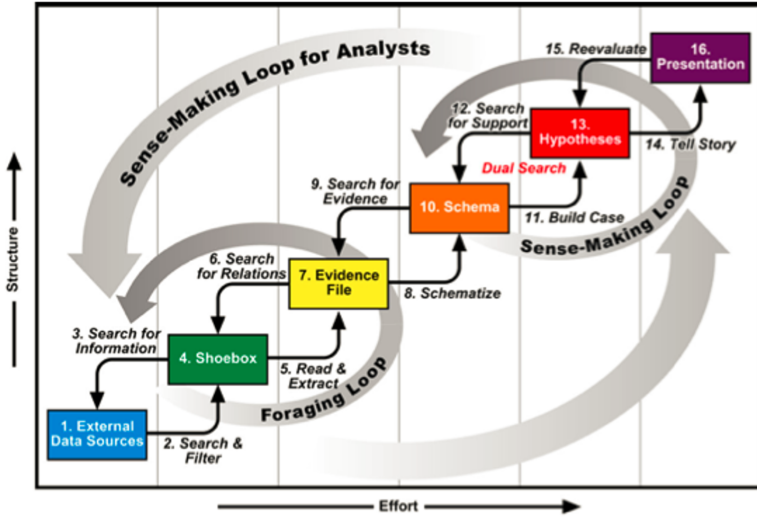 Sense-Making Loop for Analysts
15. Reevaluate
16.
Presentation
12. Search
for Support
13.
Hypotheses
14. Tell Story
Dual Search
9. Search for
Evidence
10. Schema
11. Build Case
Sense-Making Loop
6. Search
for Relations
7. Evidence
File
8. Schematize
3. Search for
Information
4. Shoebox
5. Read &
Extract
Foraging Loop
1. External
Data Sources
2. Search &
Filter
Structure
Effort